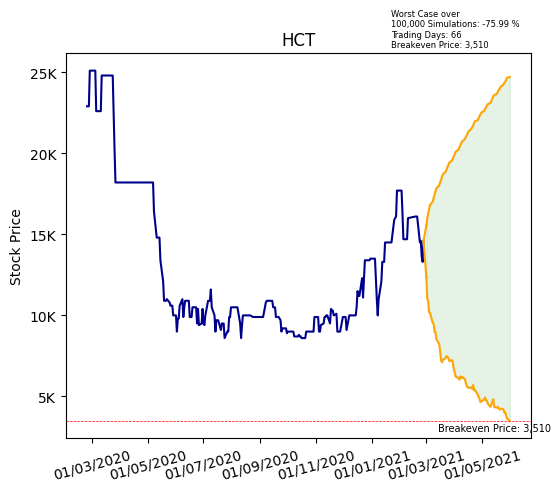 Worst Case over
100,000 Simulations: -75.99 %
Trading Days: 66
Breakeven Price: 3,510
HCT
Stock Price
25K
20K
15K
10K
5K
Breakeven Price: 3,510
01/03/2020
01/05/2020
01/07/2020
01/09/2020
01/11/2020
01/01/2021
01/03/2021
01/05/2021